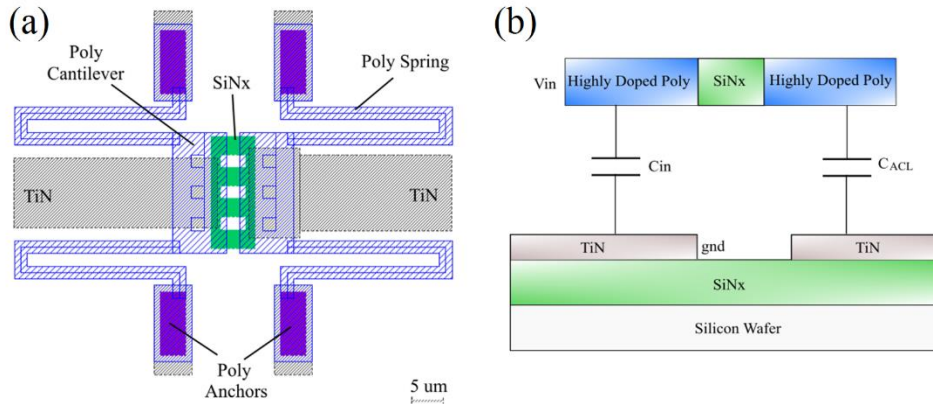 (a)
Poly
Cantilever
SiNx
Poly Spring
TiN
TiN
Poly
Anchors
5 um
(b)
Vin
Highly Doped Poly
SiNx
Highly Doped Poly
Cin
CACL
TiN
gnd
TiN
SiNx
Silicon Wafer